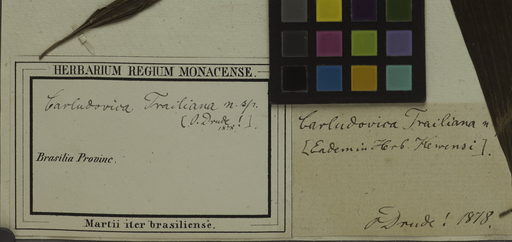 HERBARIUM REGIUM MONACENSE.
Carludovica Trailiana n. sp.
[O. Drude! 1878].
Brasilia Provinc.
Martii iter brasiliense.
Carludovica Trailiana n
[Eadem in Hrb. Kewensi].
O Drude! 1878.